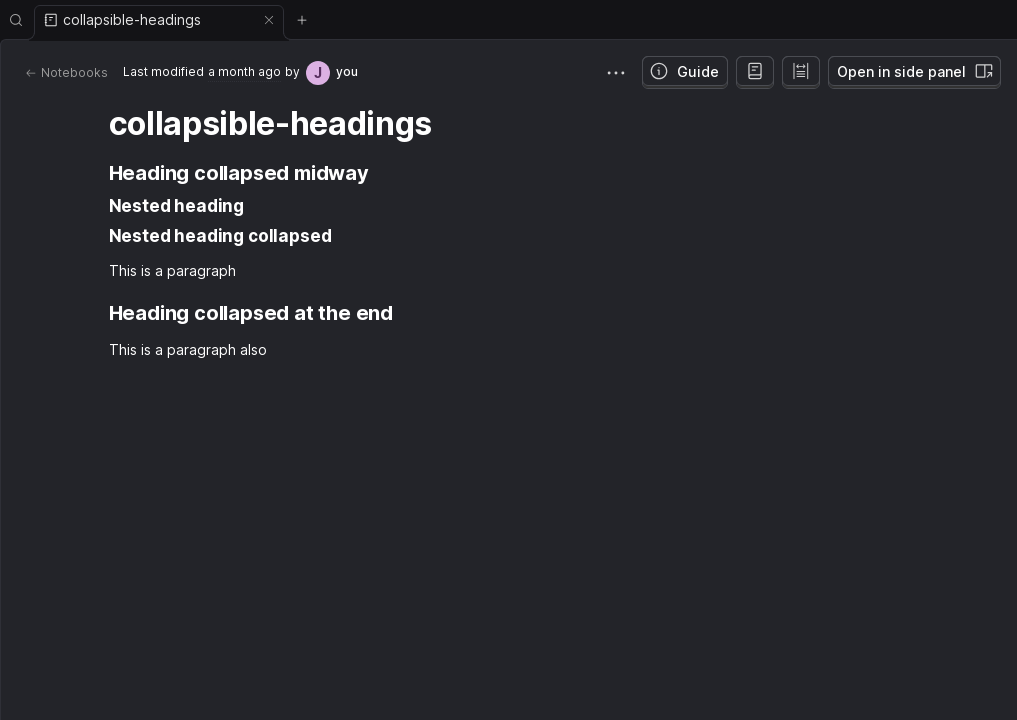 collapsible-headings
Notebooks Last modified a month ago by J you Guide Open in side panel
collapsible-headings
Heading collapsed midway
Nested heading
Nested heading collapsed
This is a paragraph
Heading collapsed at the end
This is a paragraph also